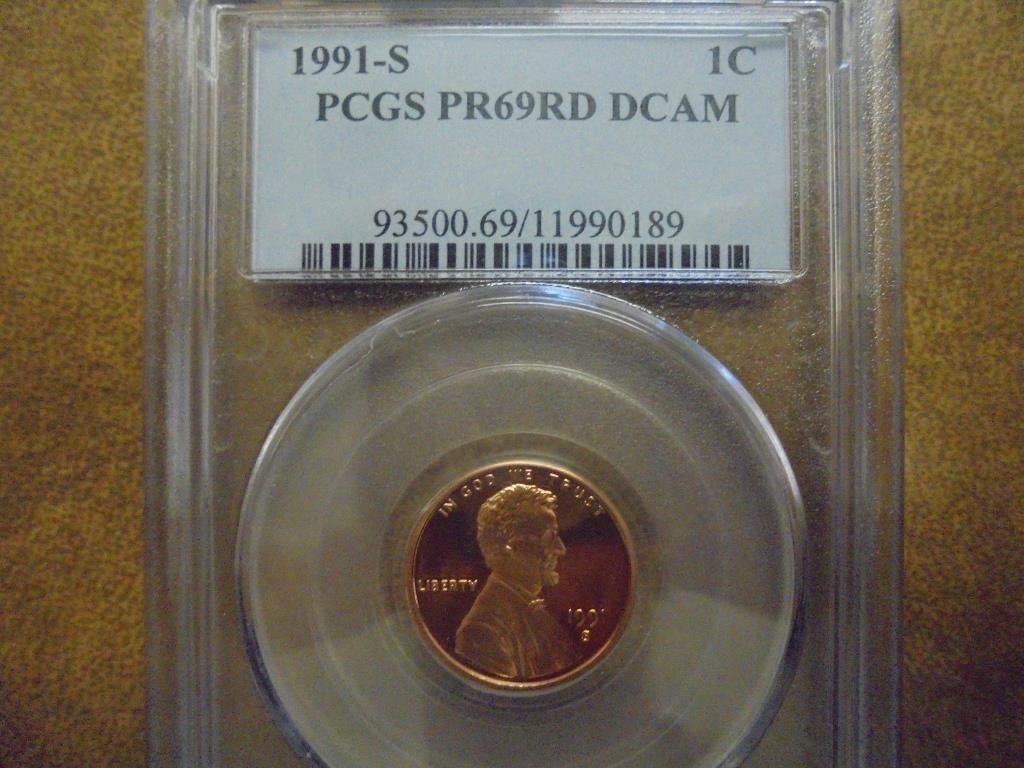 1991-S 1C
PCGS PR69RD DCAM
93500.69/11990189
IN GOD WE TRUST
LIBERTY
1991
S